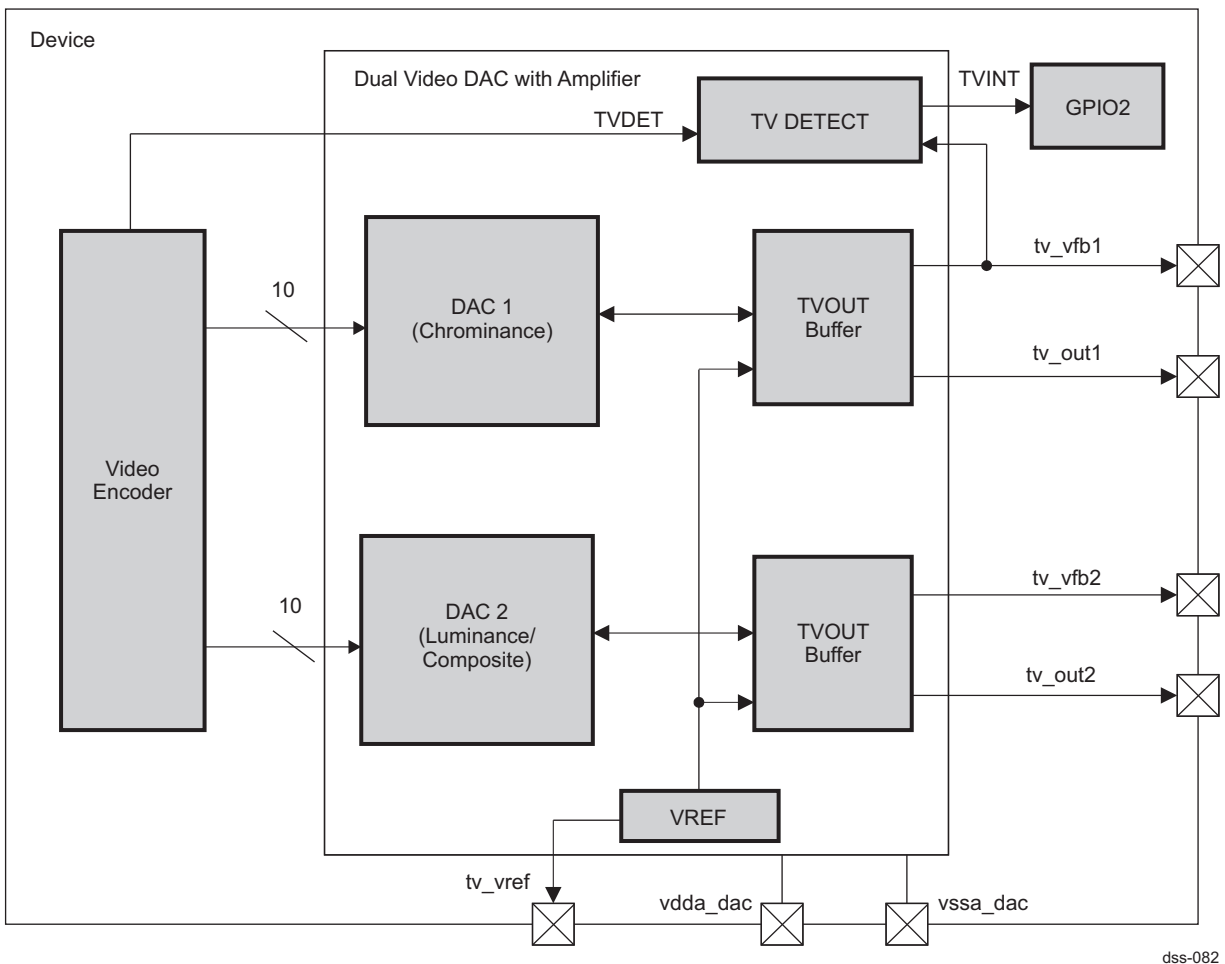 Device
Dual Video DAC with Amplifier
TVINT
GPIO2
TVDET
TV DETECT
tv_vfb1
10
DAC 1
(Chrominance)
TVOUT
Buffer
tv_out1
Video
Encoder
10
DAC 2
(Luminance/
Composite)
TVOUT
Buffer
tv_vfb2
tv_out2
VREF
tv_vref
vdda_dac
vssa_dac
dss-082